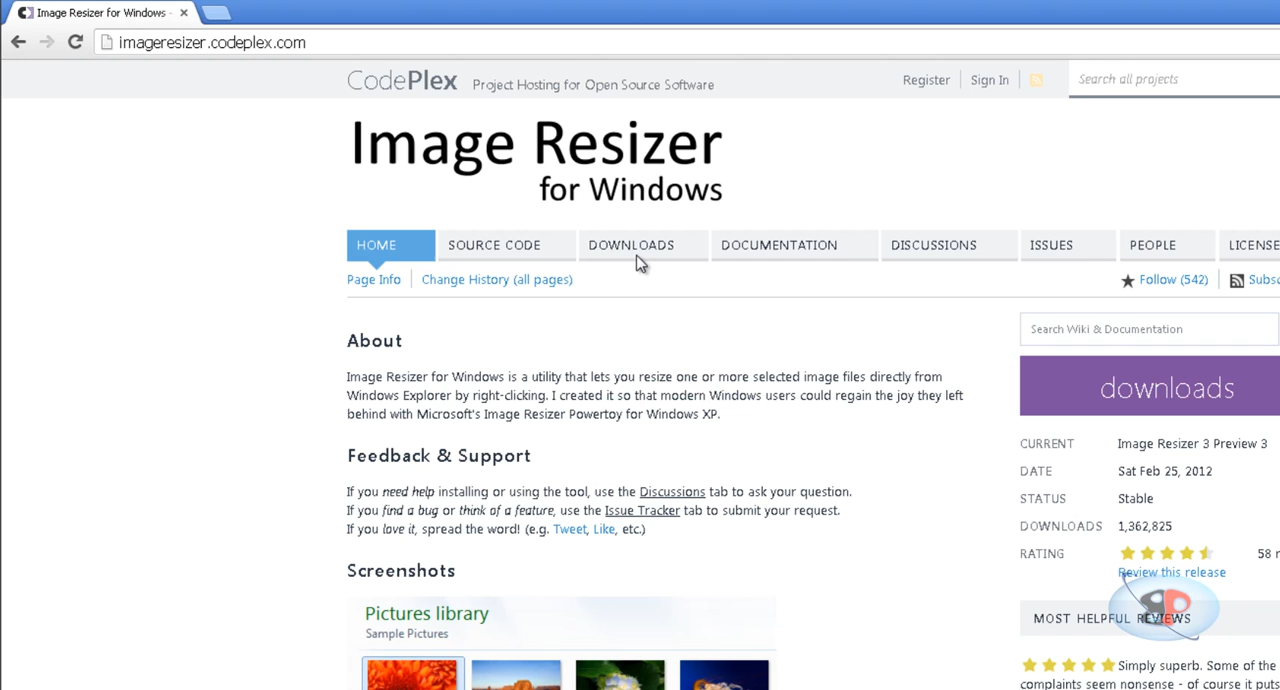 Image Resizer for Windows -
imageresizer.codeplex.com
CodePlex Project Hosting for Open Source Software
Register Sign In
Search all projects
Image Resizer
for Windows
HOME SOURCE CODE DOWNLOADS DOCUMENTATION DISCUSSIONS ISSUES PEOPLE LICENSE
Page Info Change History (all pages)
Follow (542)
Search Wiki & Documentation
About
Image Resizer for Windows is a utility that lets you resize one or more selected image files directly from
Windows Explorer by right-clicking. I created it so that modern Windows users could regain the joy they left
behind with Microsoft's Image Resizer Powertoy for Windows XP.
Feedback & Support
If you need help installing or using the tool, use the Discussions tab to ask your question.
If you find a bug or think of a feature, use the Issue Tracker tab to submit your request.
If you love it, spread the word! (e.g. Tweet, Like, etc.)
Screenshots
Pictures library
Sample Pictures
downloads
CURRENT Image Resizer 3 Preview 3
DATE Sat Feb 25, 2012
STATUS Stable
DOWNLOADS 1,362,825
RATING 58
Review this release
MOST HELPFUL REVIEWS
Simply superb. Some of the
complaints seem nonsense - of course it puts